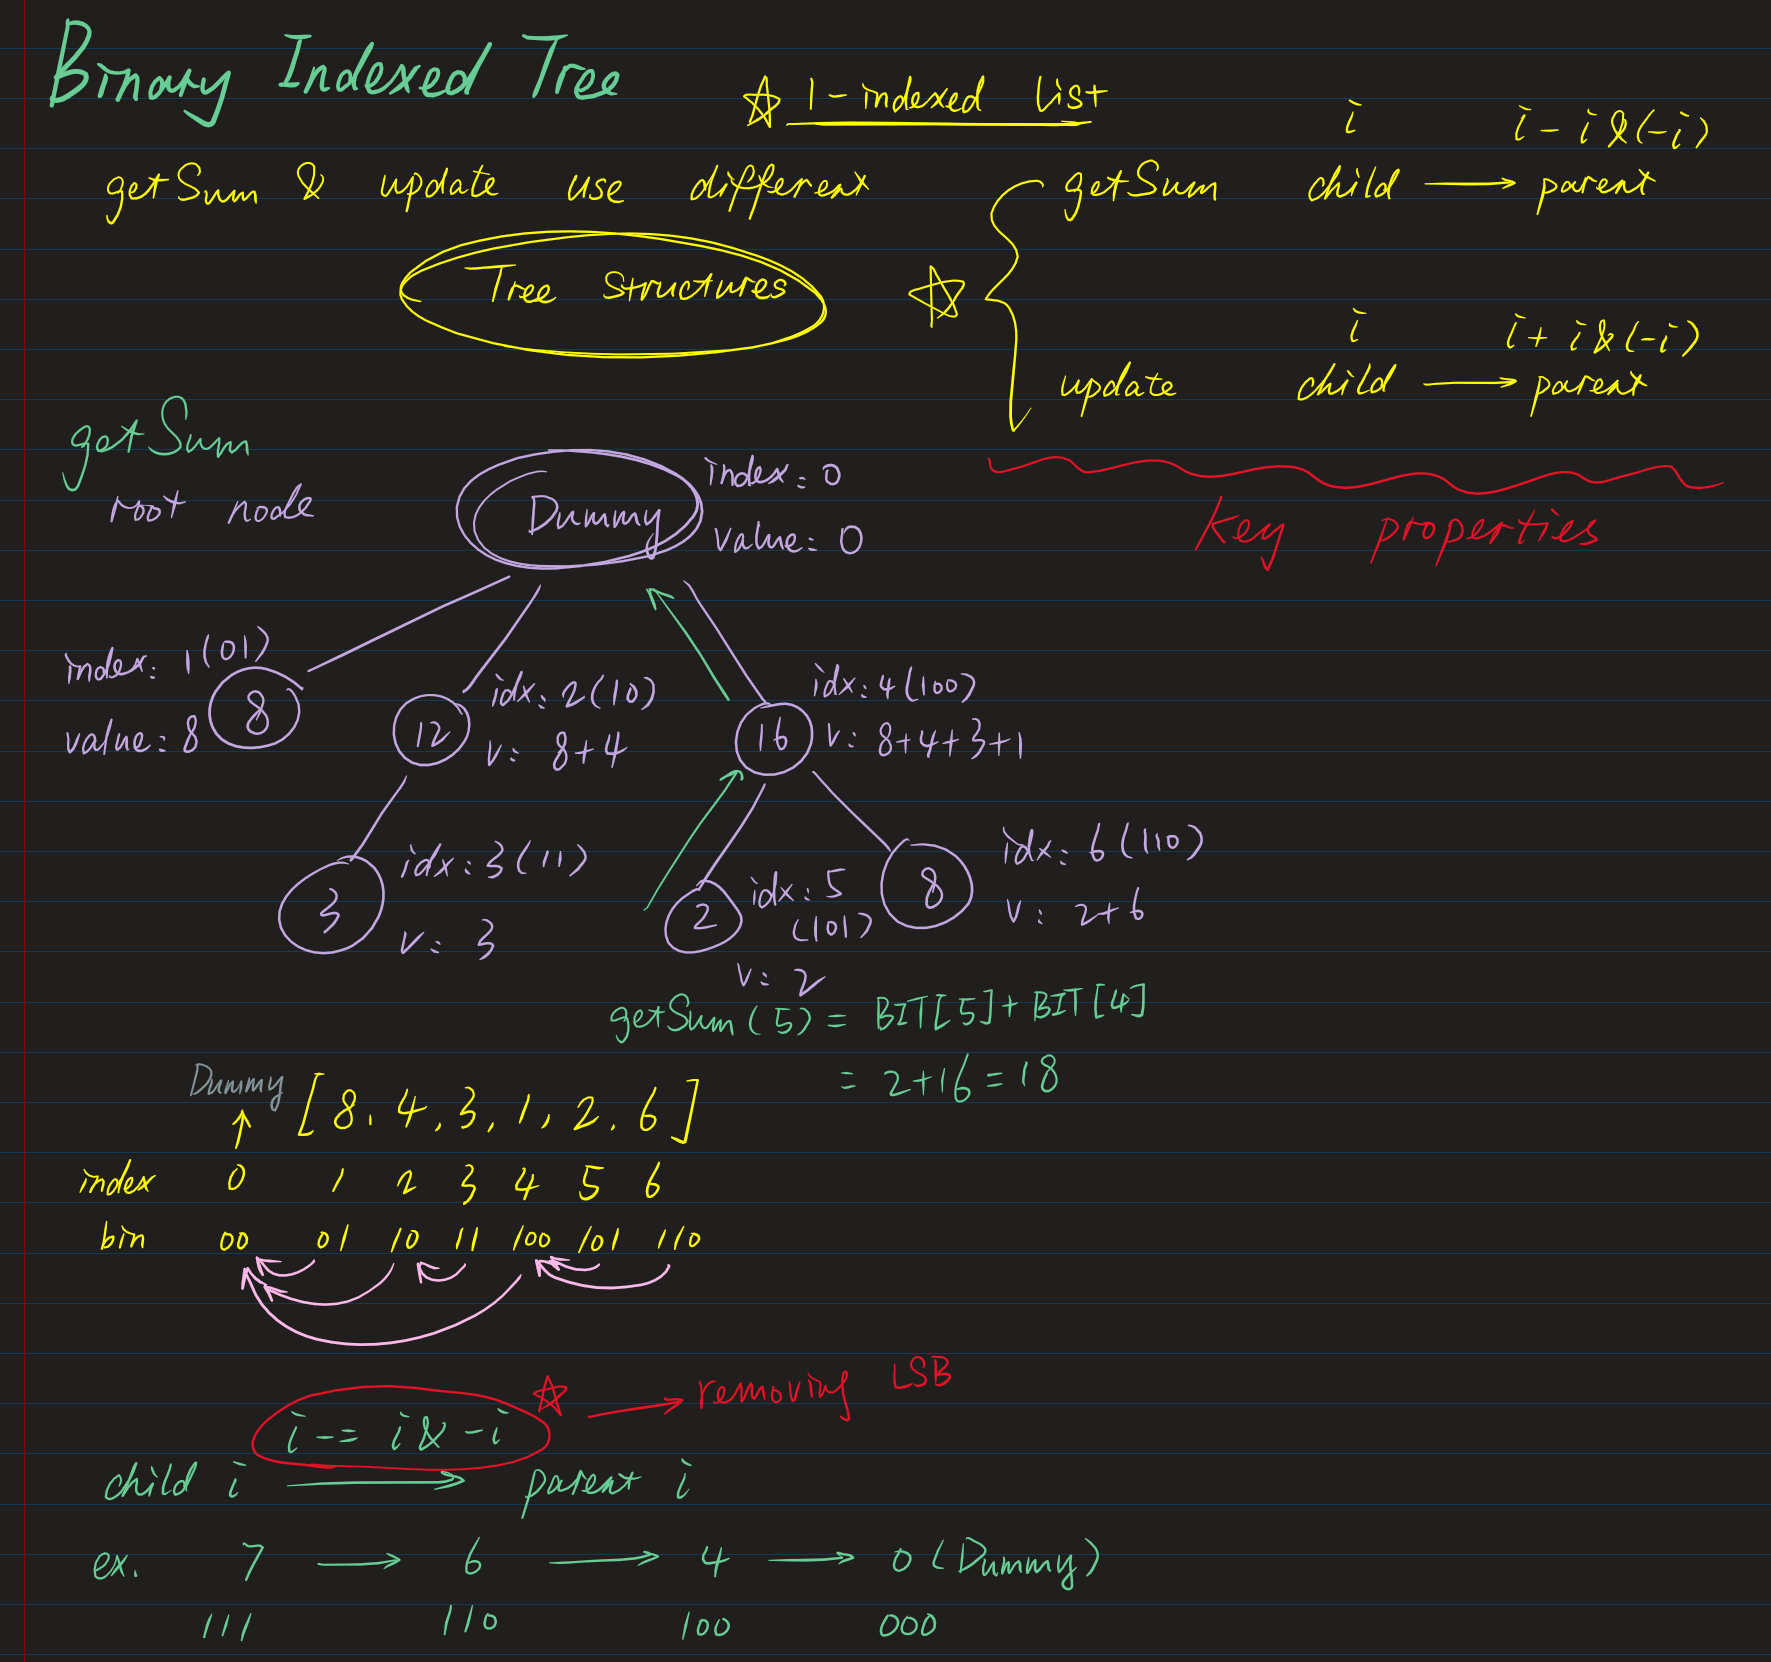 Binary Indexed Tree
☆ 1-indexed list
i    i - i&(-i)
getSum & update use different
getSum child → parent
Tree Structures
☆
i    i + i&(-i)
update child → parent
key properties
getSum
root node
Dummy
index: 0
value: 0
index: 1(01)
value: 8
8
12
idx: 2(10)
v: 8+4
16
idx: 4(100)
v: 8+4+3+1
3
idx: 3(11)
v: 3
2
idx: 5
(101)
v: 2
8
idx: 6(110)
v: 2+6
getSum(5) = BIT[5]+BIT[4]
= 2+16=18
Dummy [8, 4, 3, 1, 2, 6]
↑
index 0 1 2 3 4 5 6
bin 00 01 10 11 100 101 110
i -= i & -i ☆ → removing LSB
child i → parent i
ex. 7 → 6 → 4 → 0 (Dummy)
111 110 100 000